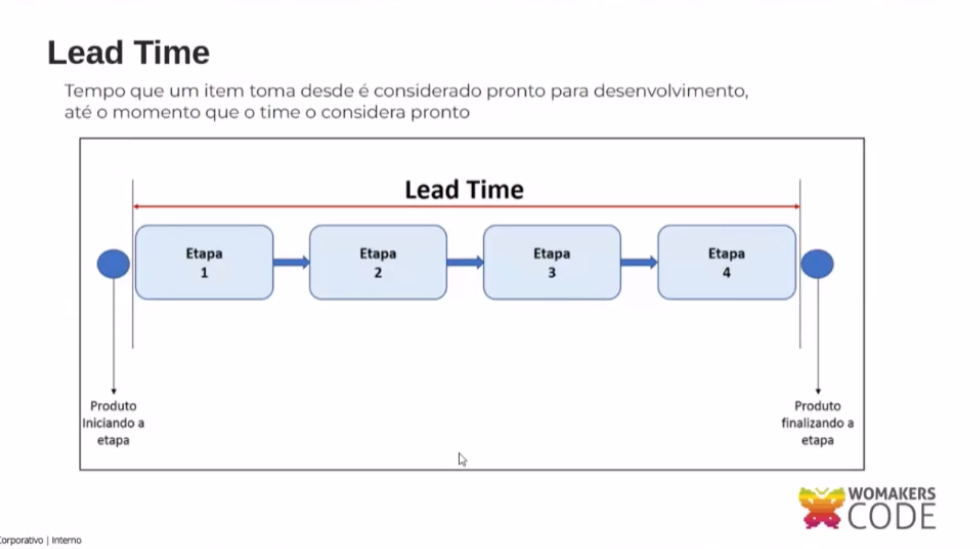 Lead Time
Tempo que um item toma desde é considerado pronto para desenvolvimento,
até o momento que o time o considera pronto
Lead Time
Etapa
1
Etapa
2
Etapa
3
Etapa
4
Produto
Iniciando a
etapa
Produto
finalizando a
etapa
WOMAKERS
CODE
Corporativo | Interno